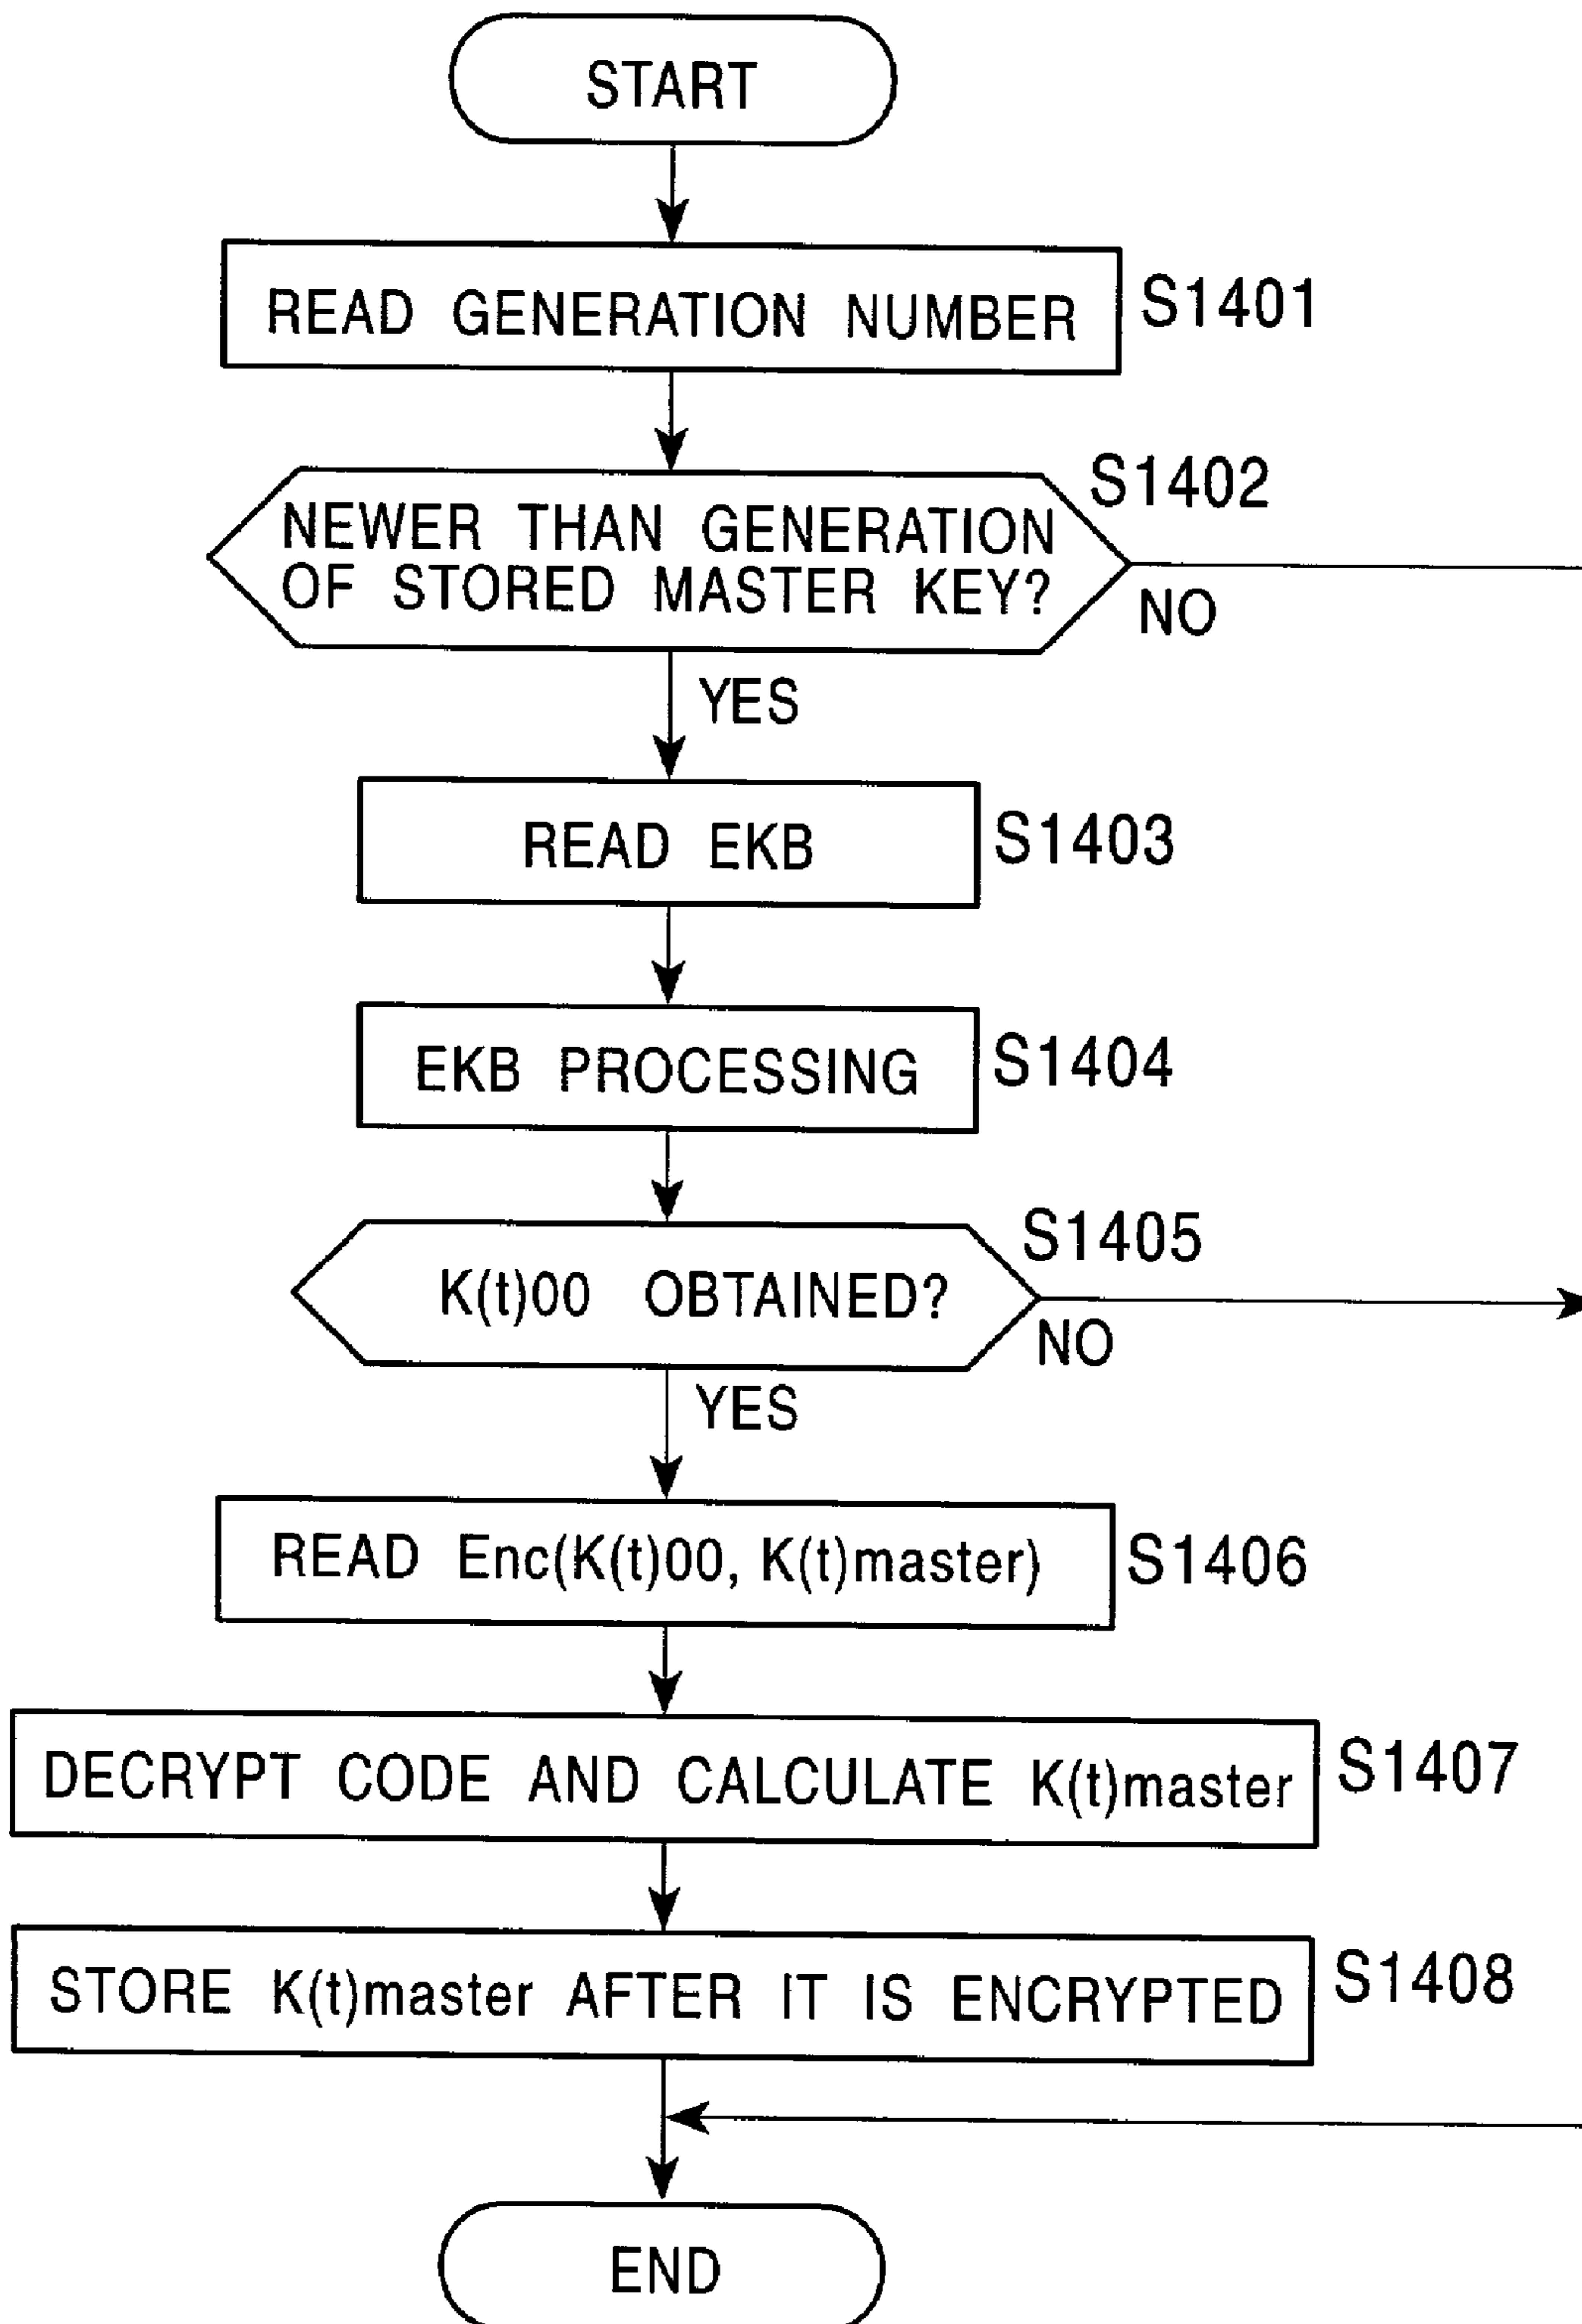 START
READ GENERATION NUMBER
S1401
S1402
NEWER THAN GENERATION
OF STORED MASTER KEY?
NO
YES
READ EKB
S1403
EKB PROCESSING
S1404
S1405
K(t)00 OBTAINED?
NO
YES
READ Enc(K(t)00, K(t)master)
S1406
DECRYPT CODE AND CALCULATE K(t)master
S1407
STORE K(t)master AFTER IT IS ENCRYPTED
S1408
END